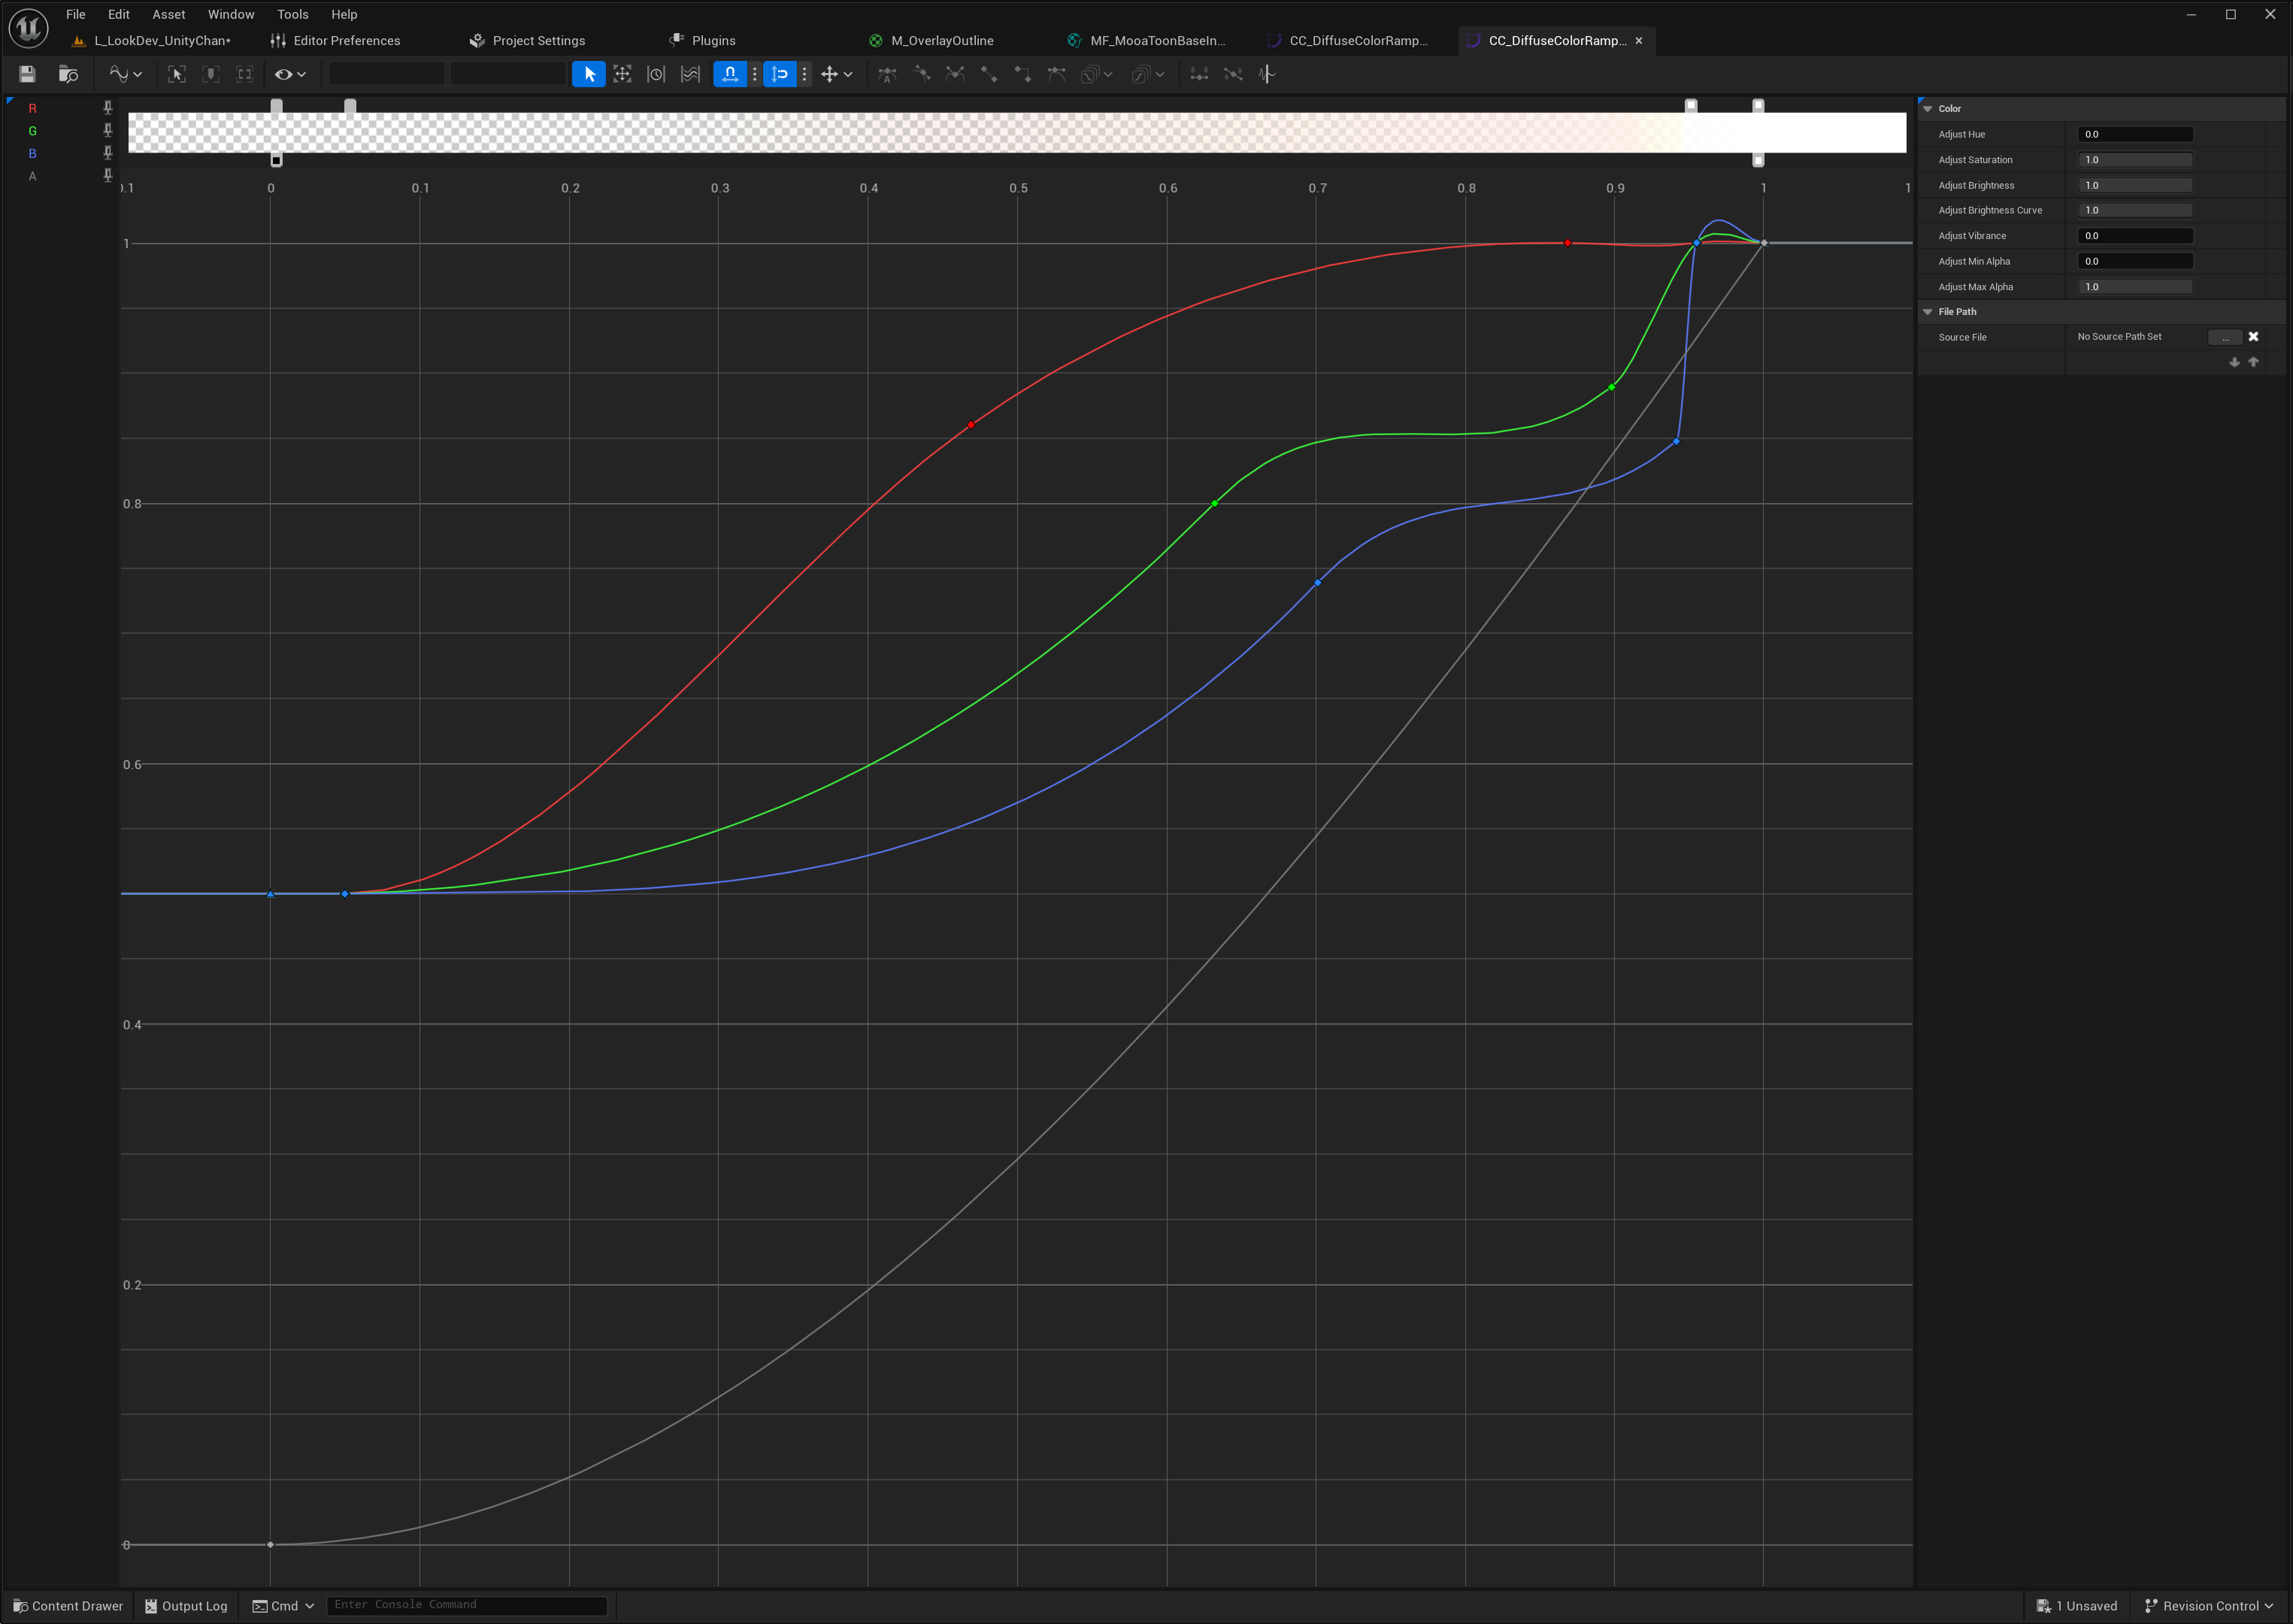 File Edit Asset Window Tools Help
L_LookDev_UnityChan* Editor Preferences Project Settings Plugins M_OverlayOutline MF_MooaToonBaseIn... CC_DiffuseColorRamp... CC_DiffuseColorRamp...
R
G
B
A
0.1 0 0.1 0.2 0.3 0.4 0.5 0.6 0.7 0.8 0.9 1 1
1
0.8
0.6
0.4
0.2
0
Color
Adjust Hue 0.0
Adjust Saturation 1.0
Adjust Brightness 1.0
Adjust Brightness Curve 1.0
Adjust Vibrance 0.0
Adjust Min Alpha 0.0
Adjust Max Alpha 1.0
File Path
Source File No Source Path Set ...
Content Drawer Output Log Cmd Enter Console Command 1 Unsaved Revision Control